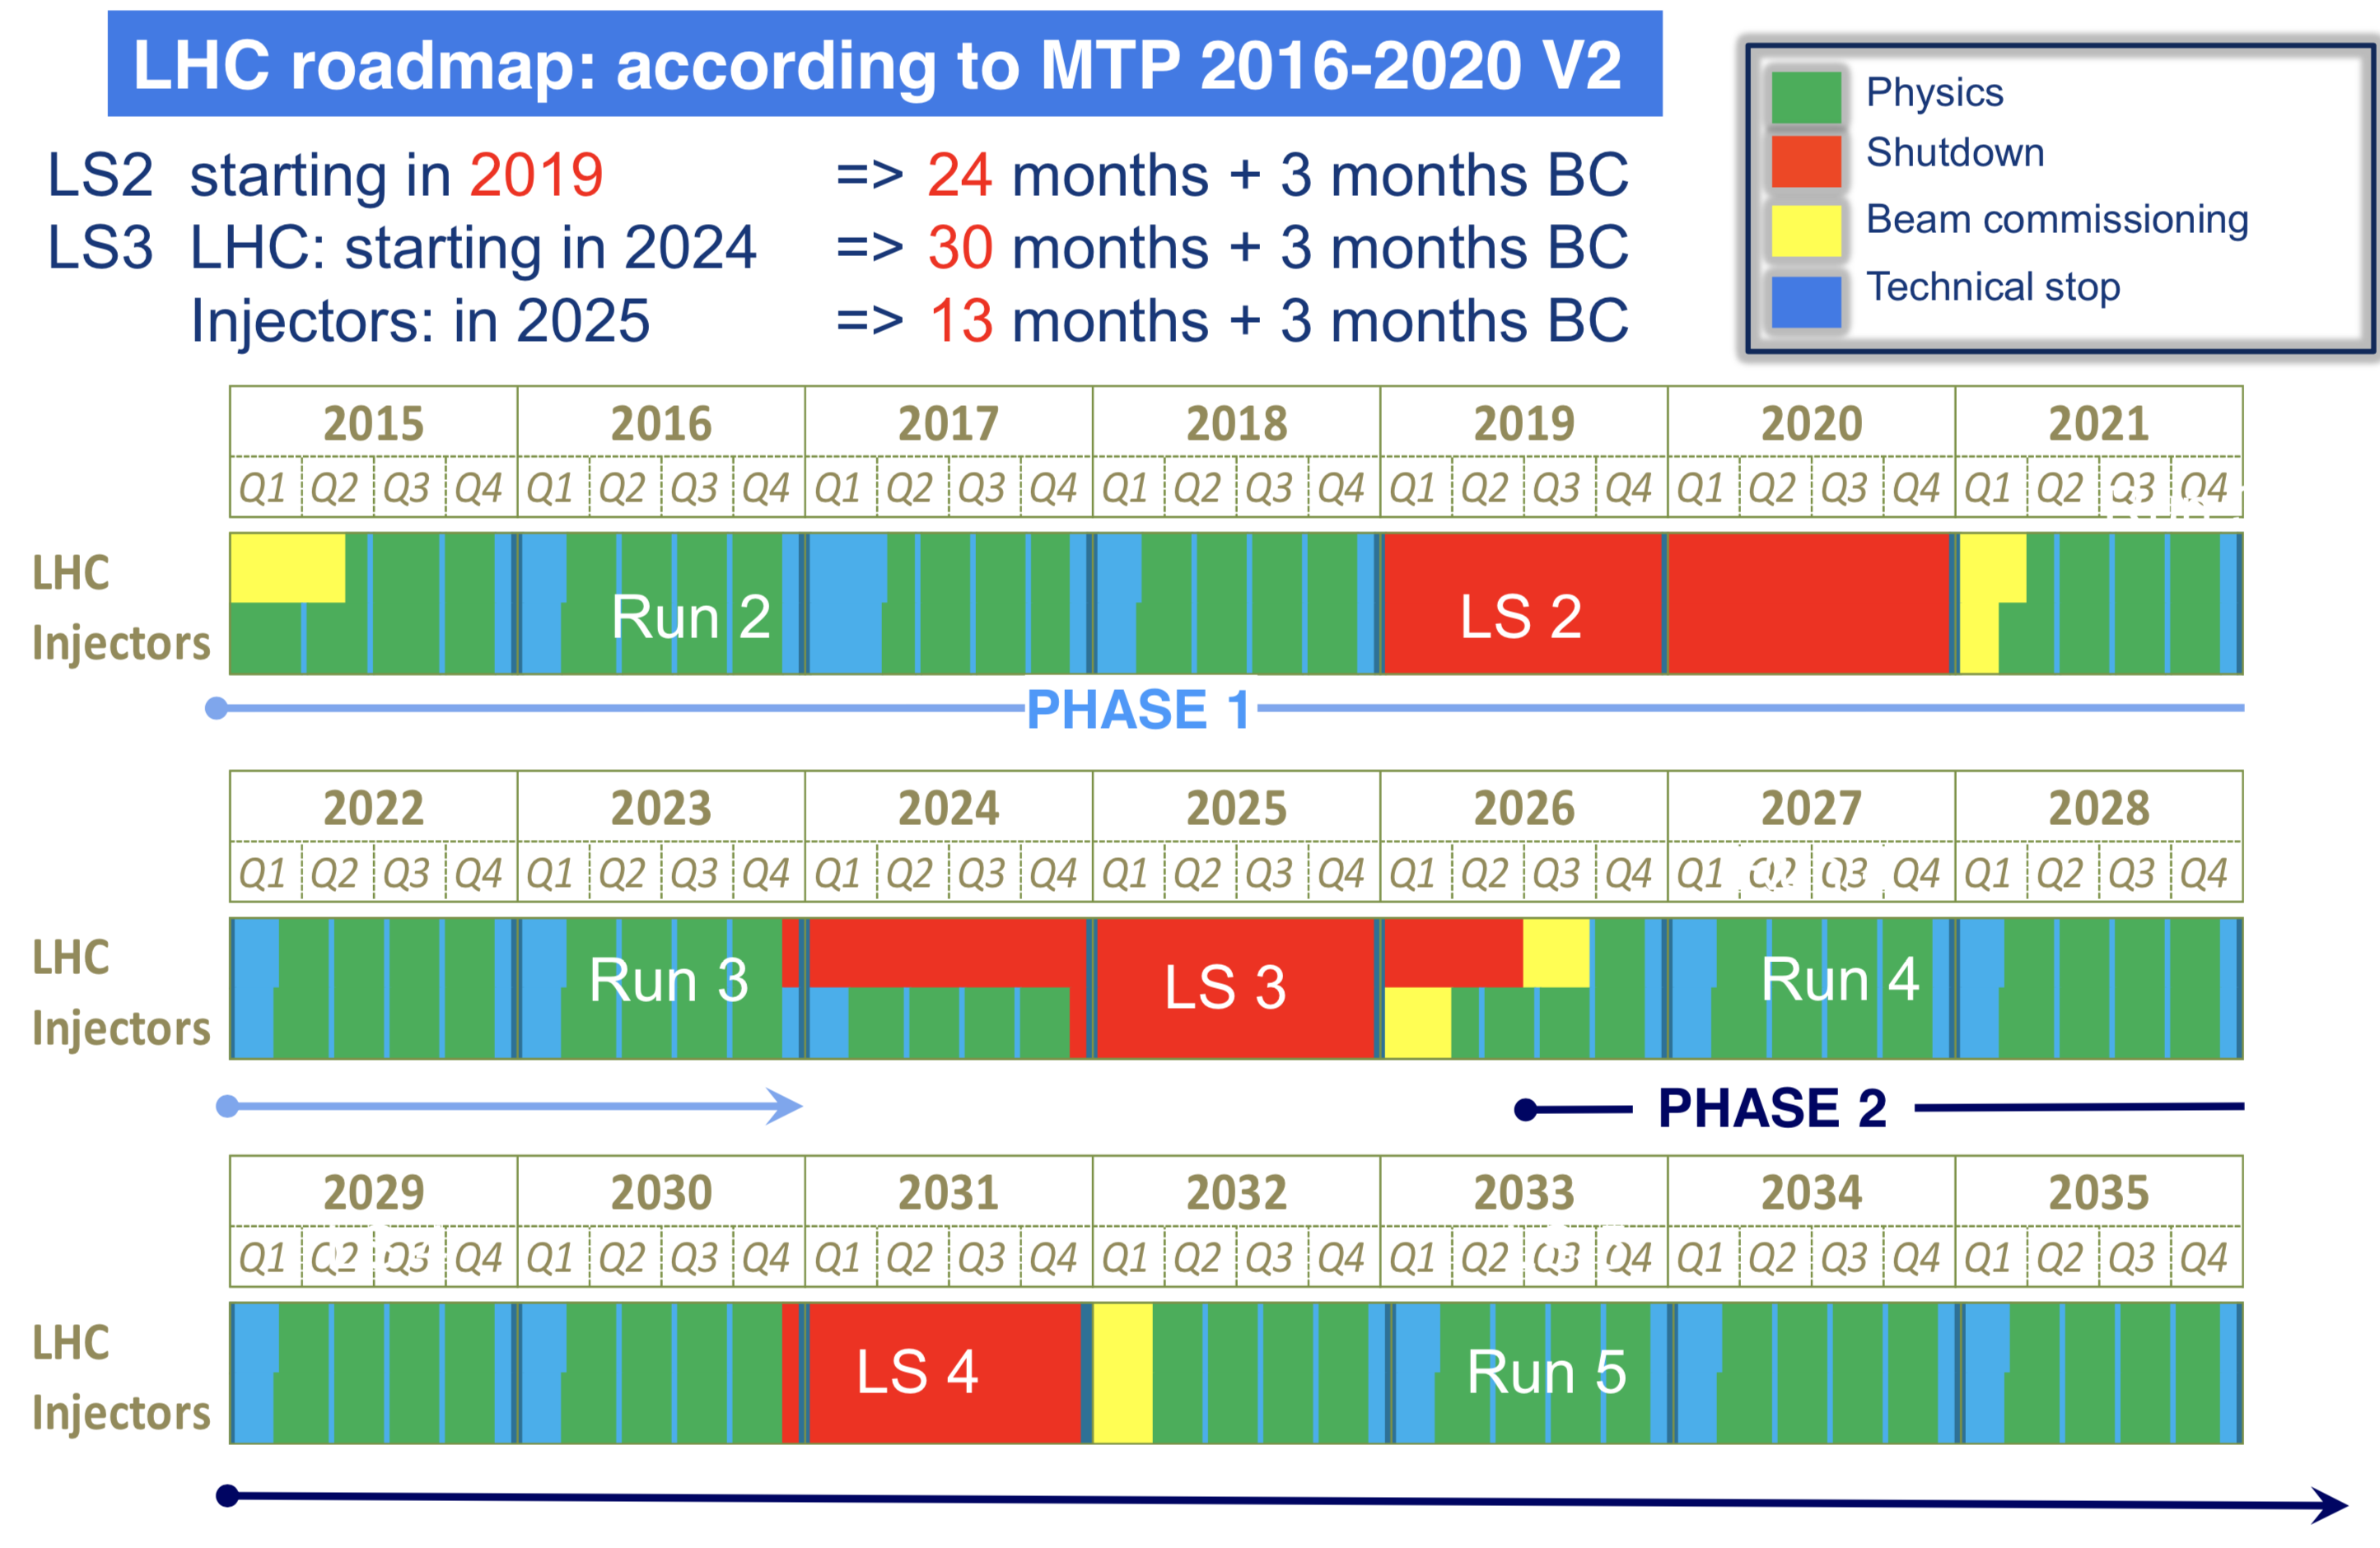 LHC roadmap: according to MTP 2016-2020 V2
Physics
Shutdown
Beam commissioning
Technical stop
LS2 starting in 2019 => 24 months + 3 months BC
LS3 LHC: starting in 2024 => 30 months + 3 months BC
Injectors: in 2025 => 13 months + 3 months BC
2015 2016 2017 2018 2019 2020 2021
Q1 Q2 Q3 Q4 Q1 Q2 Q3 Q4 Q1 Q2 Q3 Q4 Q1 Q2 Q3 Q4 Q1 Q2 Q3 Q4 Q1 Q2 Q3 Q4 Q1 Q2 Q3 Q4
LHC
Injectors
Run 2 LS 2
PHASE 1
2022 2023 2024 2025 2026 2027 2028
Q1 Q2 Q3 Q4 Q1 Q2 Q3 Q4 Q1 Q2 Q3 Q4 Q1 Q2 Q3 Q4 Q1 Q2 Q3 Q4 Q1 Q2 Q3 Q4 Q1 Q2 Q3 Q4
LHC
Injectors
Run 3 LS 3 Run 4
PHASE 2
2029 2030 2031 2032 2033 2034 2035
Q1 Q2 Q3 Q4 Q1 Q2 Q3 Q4 Q1 Q2 Q3 Q4 Q1 Q2 Q3 Q4 Q1 Q2 Q3 Q4 Q1 Q2 Q3 Q4 Q1 Q2 Q3 Q4
LHC
Injectors
LS 4 Run 5